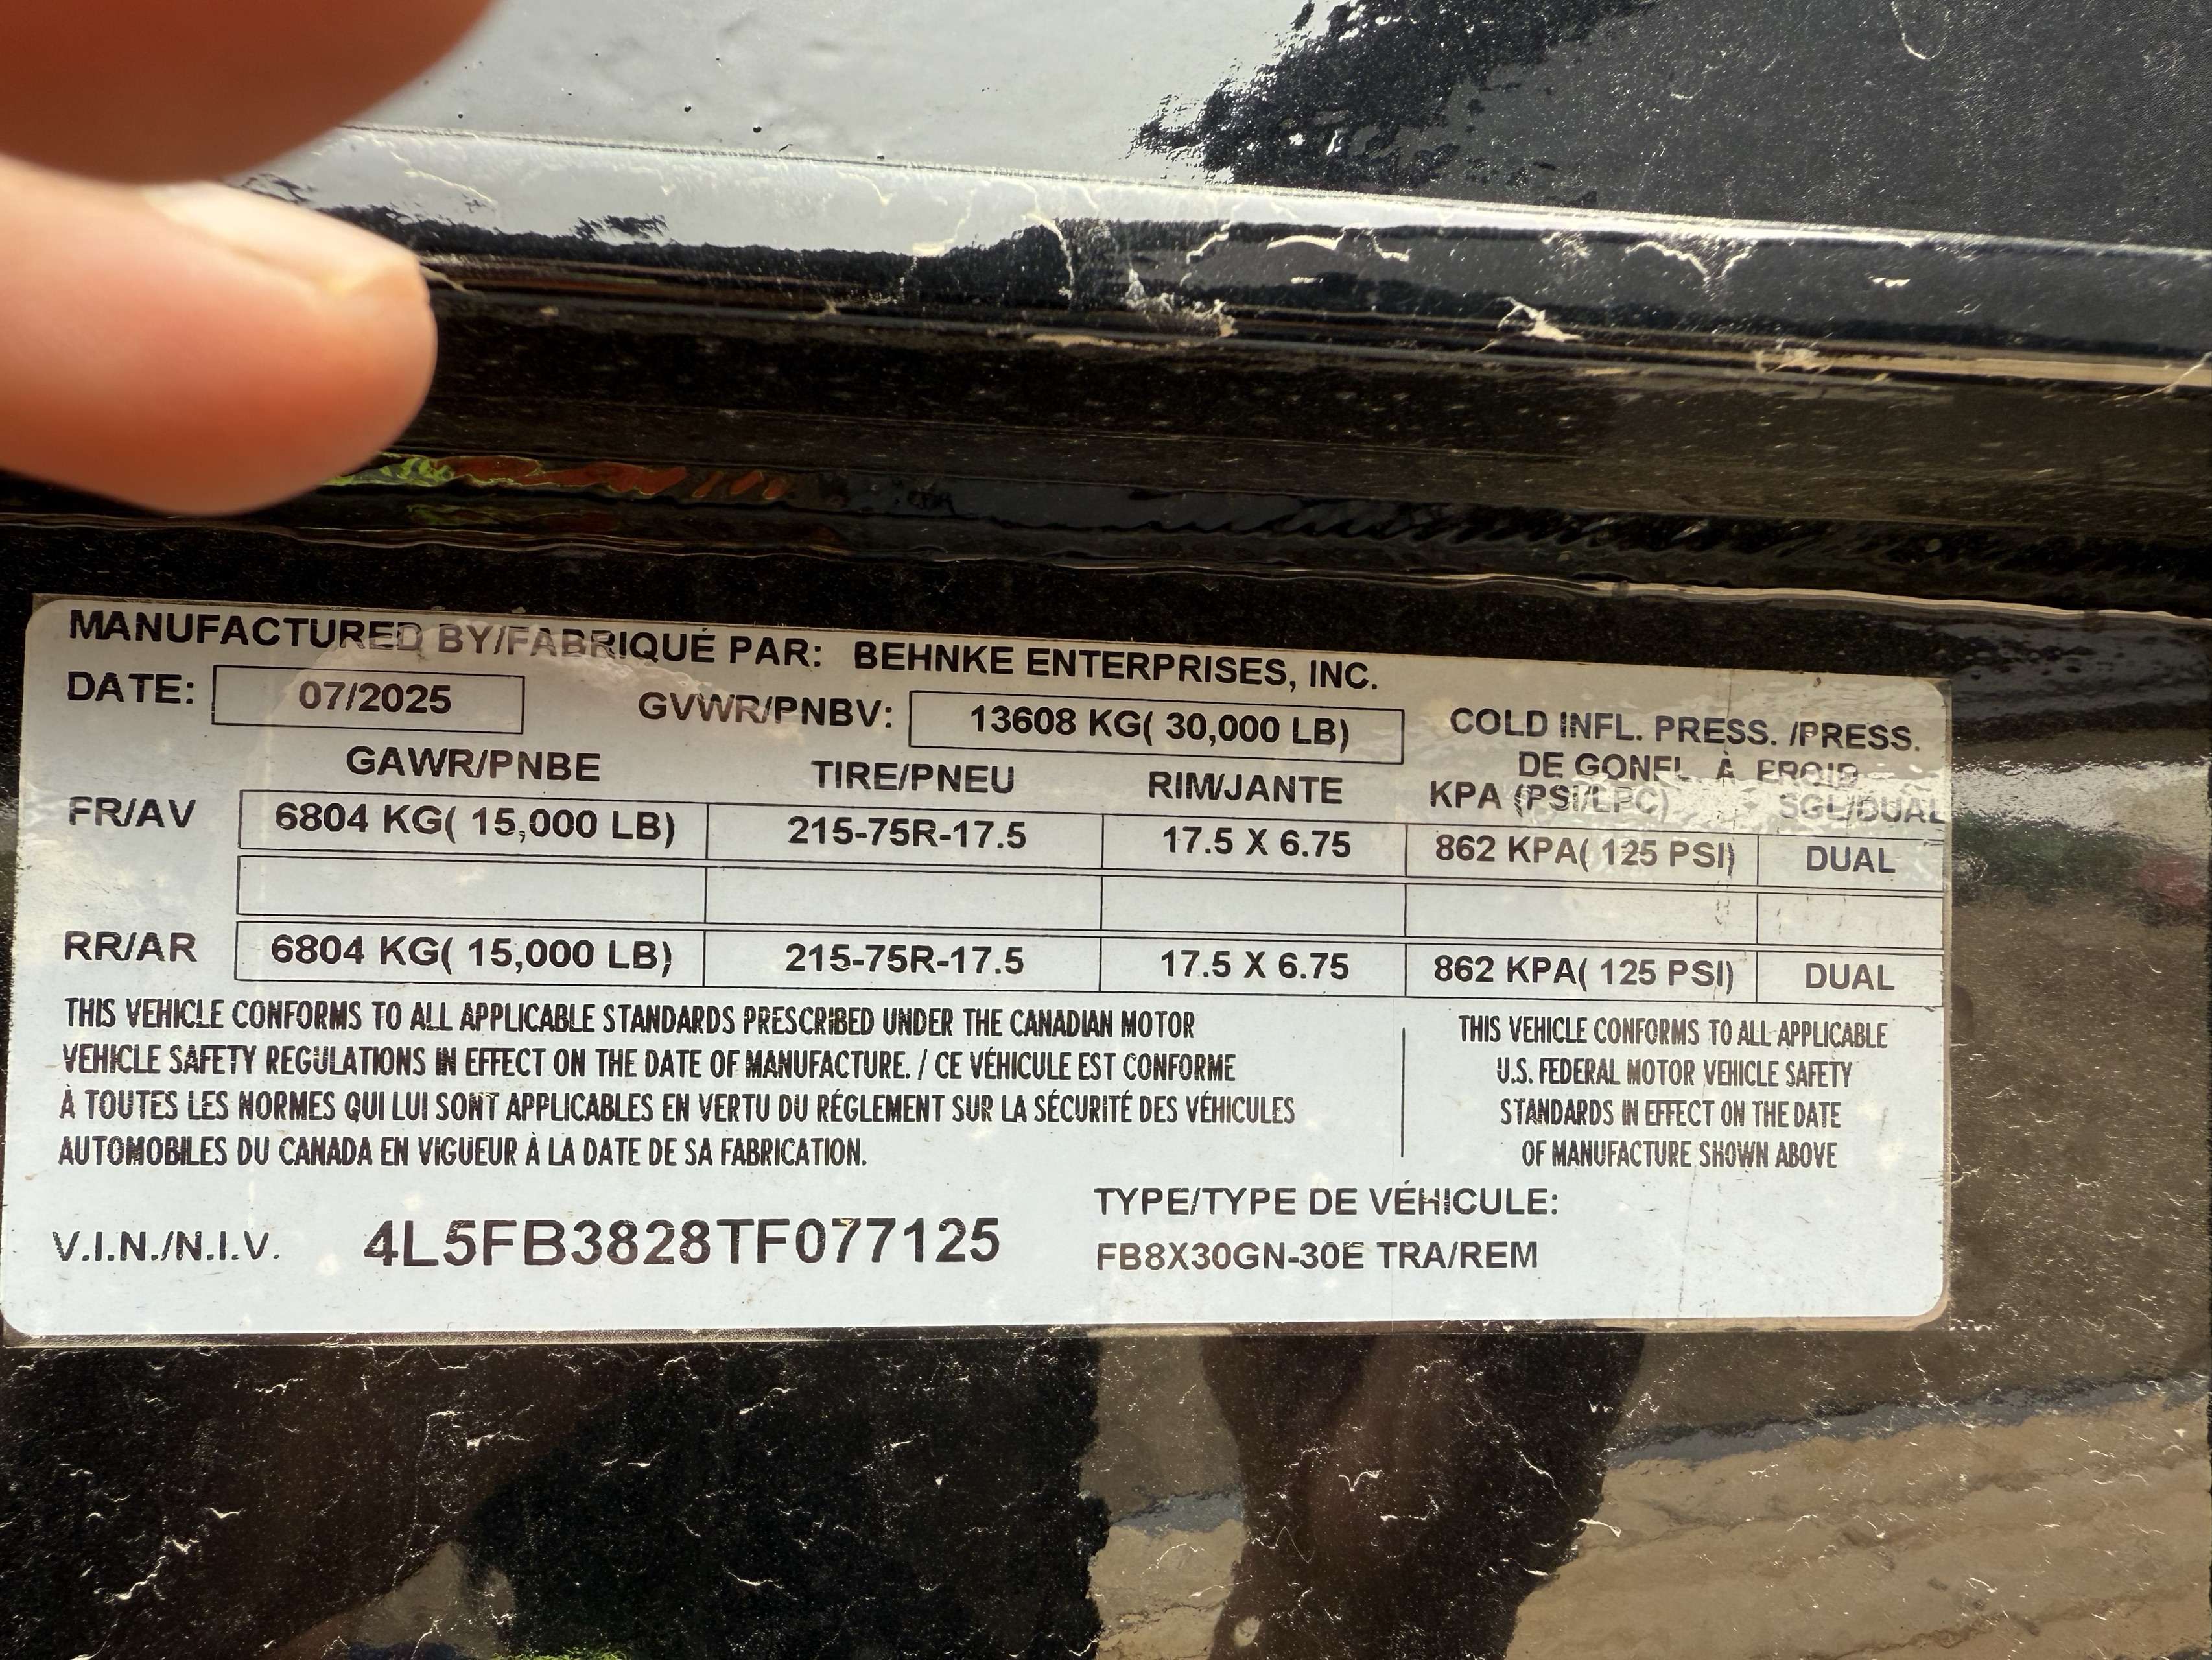 MANUFACTURED BY/FABRIQUÉ PAR: BEHNKE ENTERPRISES, INC.
DATE: 07/2025 GVWR/PNBV: 13608 KG( 30,000 LB)
COLD INFL. PRESS. /PRESS.
DE GONFL. À FROID
GAWR/PNBE TIRE/PNEU RIM/JANTE KPA (PSI/LPC) SGL/DUAL
FR/AV 6804 KG( 15,000 LB) 215-75R-17.5 17.5 X 6.75 862 KPA( 125 PSI) DUAL
RR/AR 6804 KG( 15,000 LB) 215-75R-17.5 17.5 X 6.75 862 KPA( 125 PSI) DUAL
THIS VEHICLE CONFORMS TO ALL APPLICABLE STANDARDS PRESCRIBED UNDER THE CANADIAN MOTOR
VEHICLE SAFETY REGULATIONS IN EFFECT ON THE DATE OF MANUFACTURE. / CE VÉHICULE EST CONFORME
À TOUTES LES NORMES QUI LUI SONT APPLICABLES EN VERTU DU RÉGLEMENT SUR LA SÉCURITÉ DES VÉHICULES
AUTOMOBILES DU CANADA EN VIGUEUR À LA DATE DE SA FABRICATION.
THIS VEHICLE CONFORMS TO ALL APPLICABLE
U.S. FEDERAL MOTOR VEHICLE SAFETY
STANDARDS IN EFFECT ON THE DATE
OF MANUFACTURE SHOWN ABOVE
V.I.N./N.I.V. 4L5FB3828TF077125
TYPE/TYPE DE VÉHICULE:
FB8X30GN-30E TRA/REM